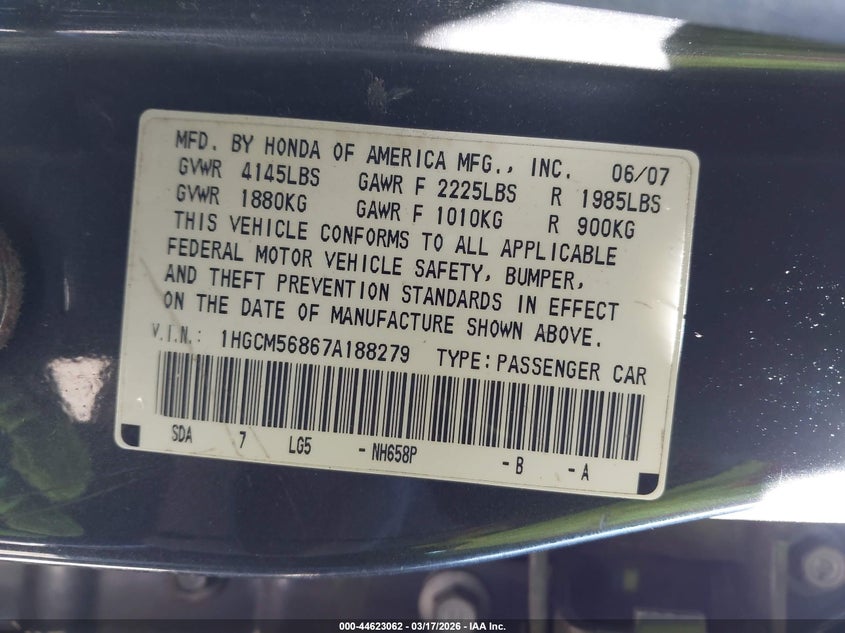 MFD. BY HONDA OF AMERICA MFG., INC. 06/07
GVWR 4145LBS GAWR F 2225LBS R 1985LBS
GVWR 1880KG GAWR F 1010KG R 900KG
THIS VEHICLE CONFORMS TO ALL APPLICABLE
FEDERAL MOTOR VEHICLE SAFETY, BUMPER,
AND THEFT PREVENTION STANDARDS IN EFFECT
ON THE DATE OF MANUFACTURE SHOWN ABOVE.
V.I.N.: 1HGCM56867A188279 TYPE:PASSENGER CAR
SDA 7 LG5 -NH658P -B -A
000-44623062 - 03/17/2026 - IAA Inc.